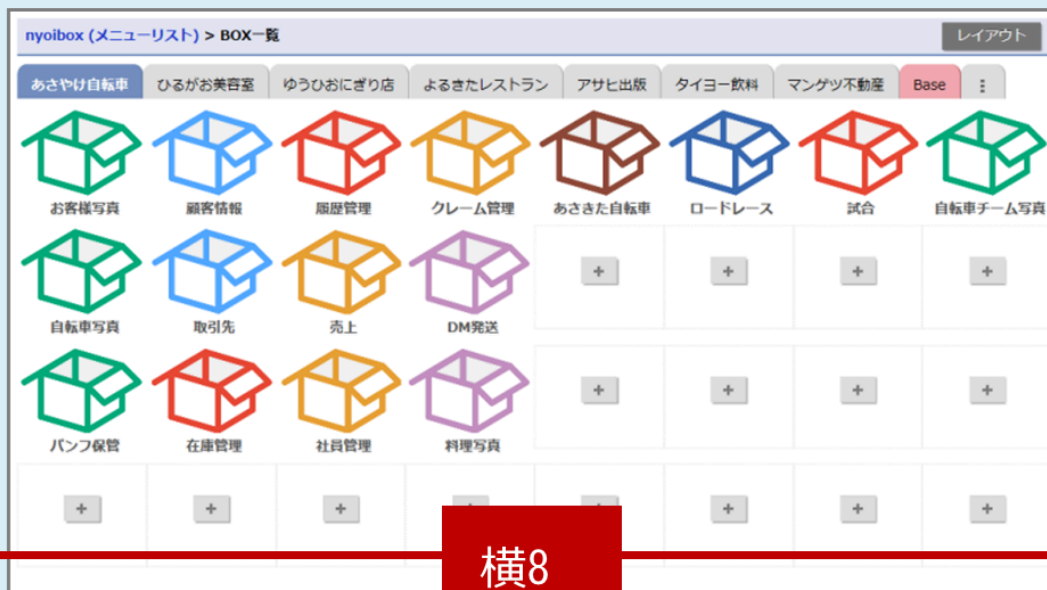 nyoibox (メニューリスト) > BOX一覧
レイアウト
あさやけ自転車 ひるがお美容室 ゆうひおにぎり店 よるきたレストラン アサヒ出版 タイヨー飲料 マンゲツ不動産 Base ⋮
お客様写真 顧客情報 履歴管理 クレーム管理 あさきた自転車 ロードレース 試合 自転車チーム写真
+ + + +
自転車写真 取引先 売上 DM発送
+ + + +
パンフ保管 在庫管理 社員管理 料理写真
+ + + + + + + +
横8